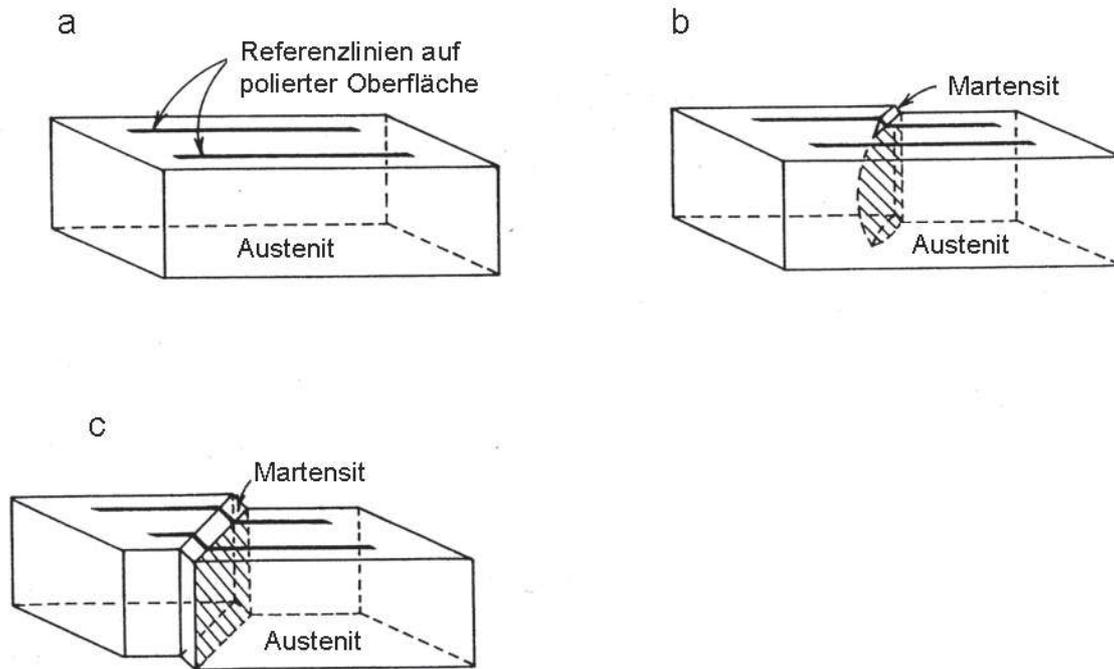 a
Referenzlinien auf
polierter Oberfläche
Austenit
b
Martensit
Austenit
c
Martensit
Austenit